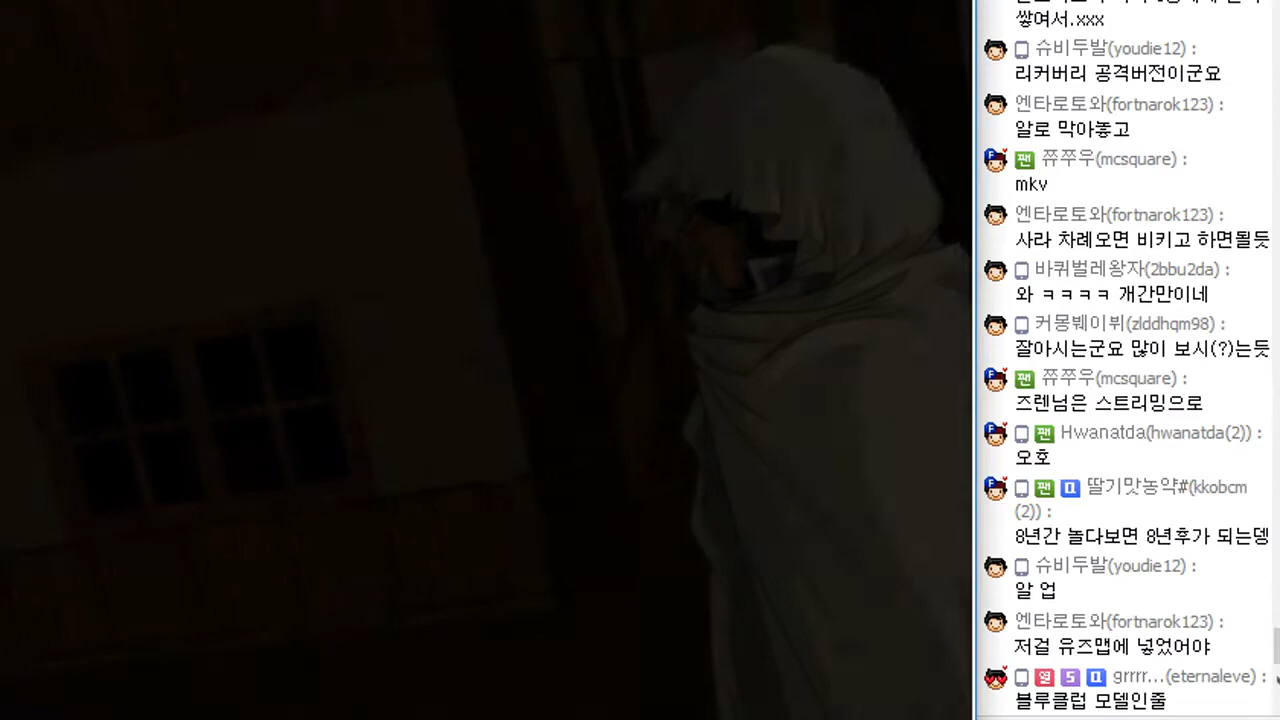 쌓여서.xxx
슈비두발(youdie12) :
리커버리 공격버전이군요
엔타로토와(fortnarok123) :
알로 막아놓고
팬 쮸쭈우(mcsquare) :
mkv
엔타로토와(fortnarok123) :
사라 차례오면 비키고 하면될듯
바퀴벌레왕자(2bbu2da) :
와 ㅋㅋㅋㅋ 개간만이네
커몽붸이뷔(zlddhqm98) :
잘아시는군요 많이 보시(?)는듯
팬 쮸쭈우(mcsquare) :
즈렌님은 스트리밍으로
팬 Hwanatda(hwanatda(2)) :
오호
팬 딸기맛농약#(kkobcm
(2)) :
8년간 놀다보면 8년후가 되는뎅
슈비두발(youdie12) :
알 업
엔타로토와(fortnarok123) :
저걸 유즈맵에 넣었어야
열 5 grrrr...(eternaleve) :
블루클럽 모델인줄